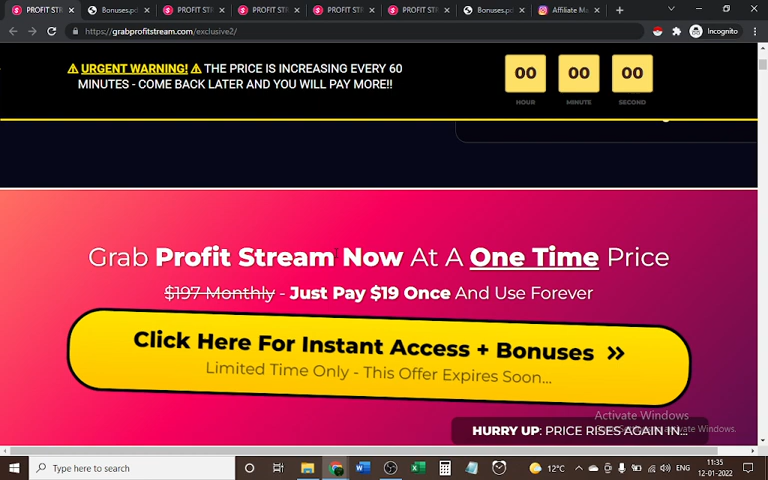 PROFIT STR
Bonuses.pd
PROFIT STR
PROFIT STR
PROFIT STR
PROFIT STR
Bonuses.pd
Affiliate Ma
https://grabprofitstream.com/exclusive2/
Incognito
URGENT WARNING! THE PRICE IS INCREASING EVERY 60
MINUTES - COME BACK LATER AND YOU WILL PAY MORE!!
00 00 00
HOUR MINUTE SECOND
Grab Profit Stream Now At A One Time Price
$197 Monthly - Just Pay $19 Once And Use Forever
Click Here For Instant Access + Bonuses »
Limited Time Only - This Offer Expires Soon...
Activate Windows
HURRY UP: PRICE RISES AGAIN IN...
Windows.
Type here to search
12°C
ENG
11:35
12-01-2022